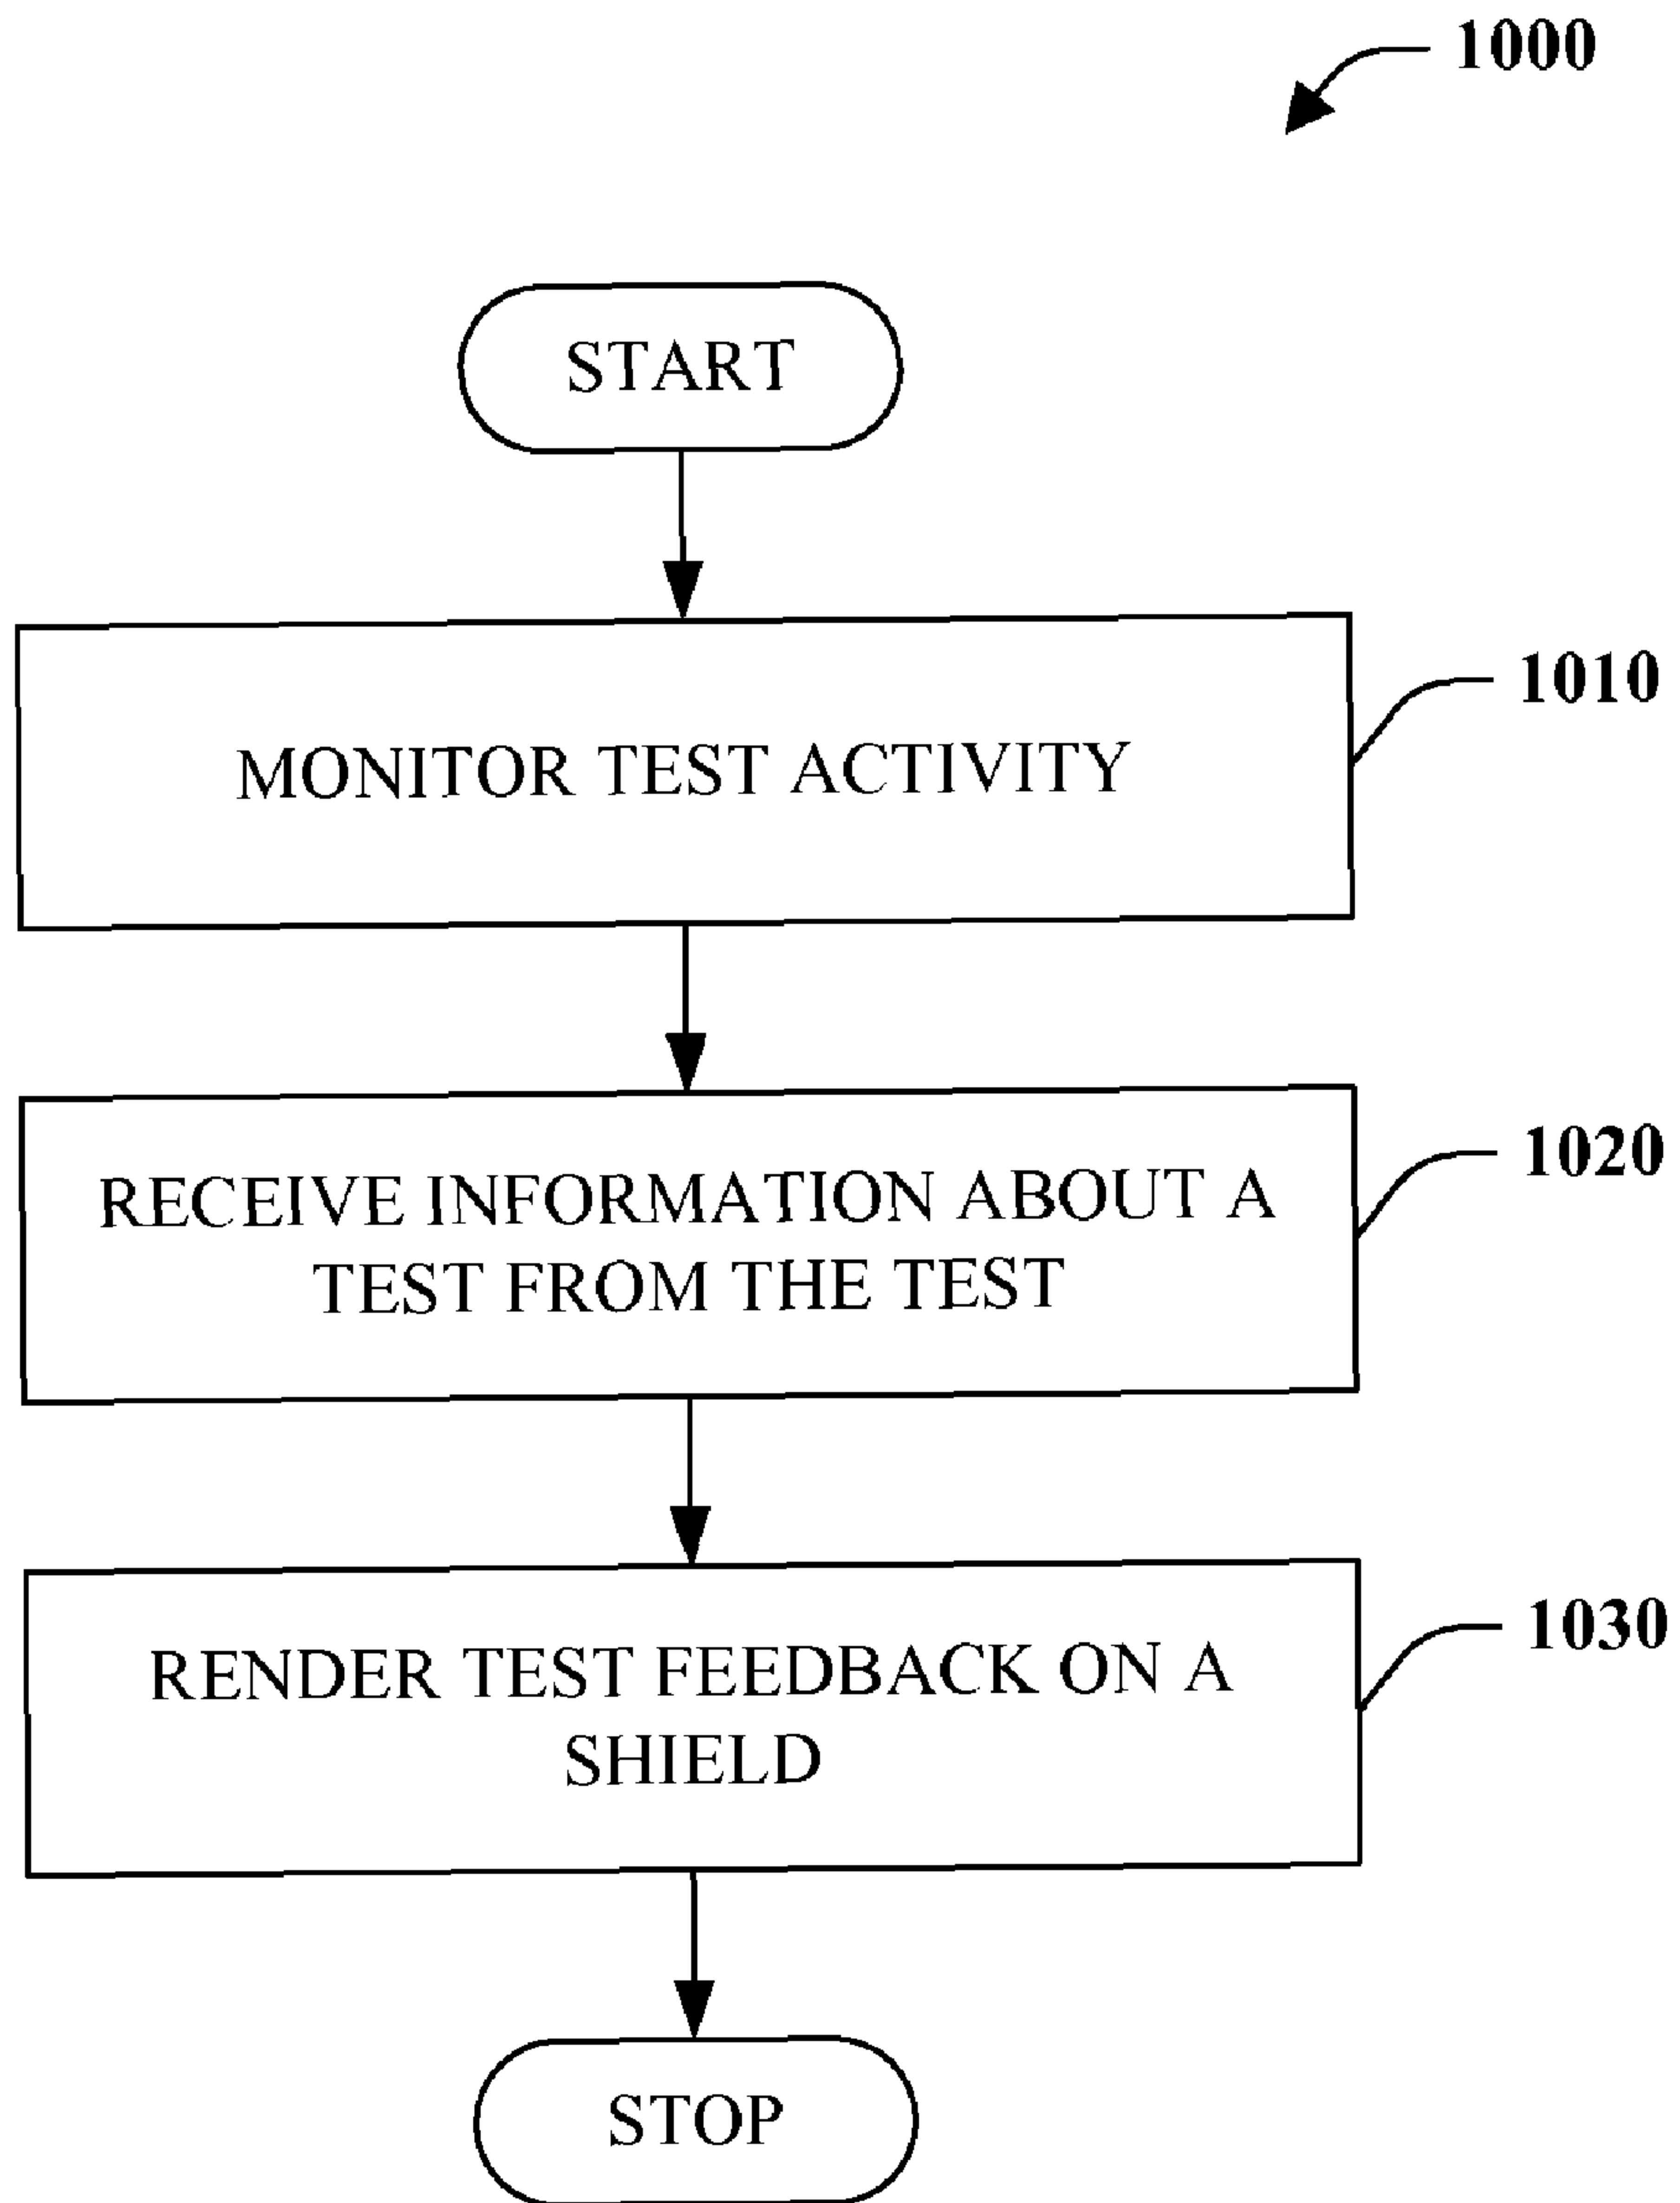 1000
START
MONITOR TEST ACTIVITY
1010
RECEIVE INFORMATION ABOUT A
TEST FROM THE TEST
1020
RENDER TEST FEEDBACK ON A
SHIELD
1030
STOP